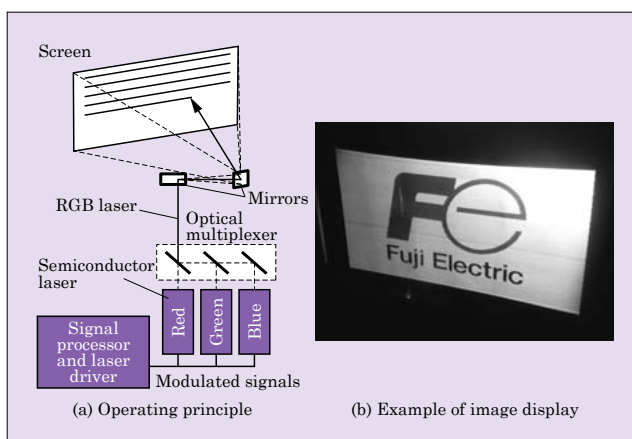 Screen
Mirrors
RGB laser
Optical
multiplexer
Semiconductor
laser
Red
Green
Blue
Signal
processor
and laser
driver
Modulated signals
(a) Operating principle
Fe
Fuji Electric
(b) Example of image display